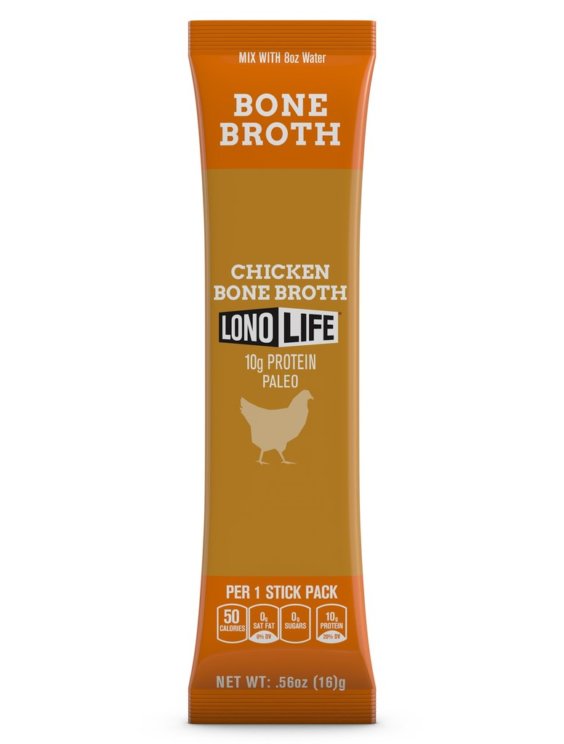 MIX WITH 8oz Water
BONE
BROTH
CHICKEN
BONE BROTH
LONO LIFE
10g PROTEIN
PALEO
PER 1 STICK PACK
50
CALORIES
0g
SAT FAT
0% DV
0g
SUGARS
10g
PROTEIN
20% DV
NET WT: .56oz (16)g